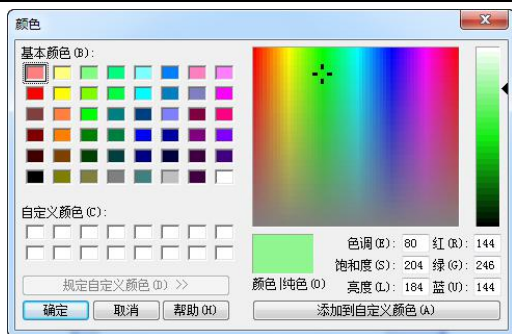 颜色
基本颜色(B):
自定义颜色(C):
规定自定义颜色(D) >>
确定 取消 帮助(H)
颜色|纯色(O)
色调(E): 80 红(R): 144
饱和度(S): 204 绿(G): 246
亮度(L): 184 蓝(U): 144
添加到自定义颜色(A)